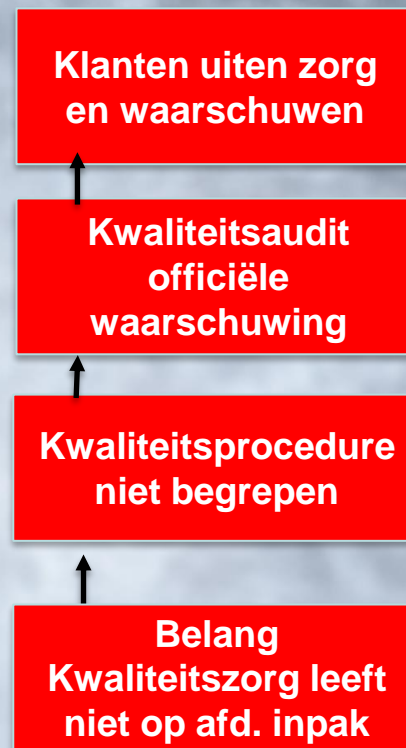 Klanten uiten zorg
en waarschuwen
Kwaliteitsaudit
officiële
waarschuwing
Kwaliteitsprocedure
niet begrepen
Belang
Kwaliteitszorg leeft
niet op afd. inpak